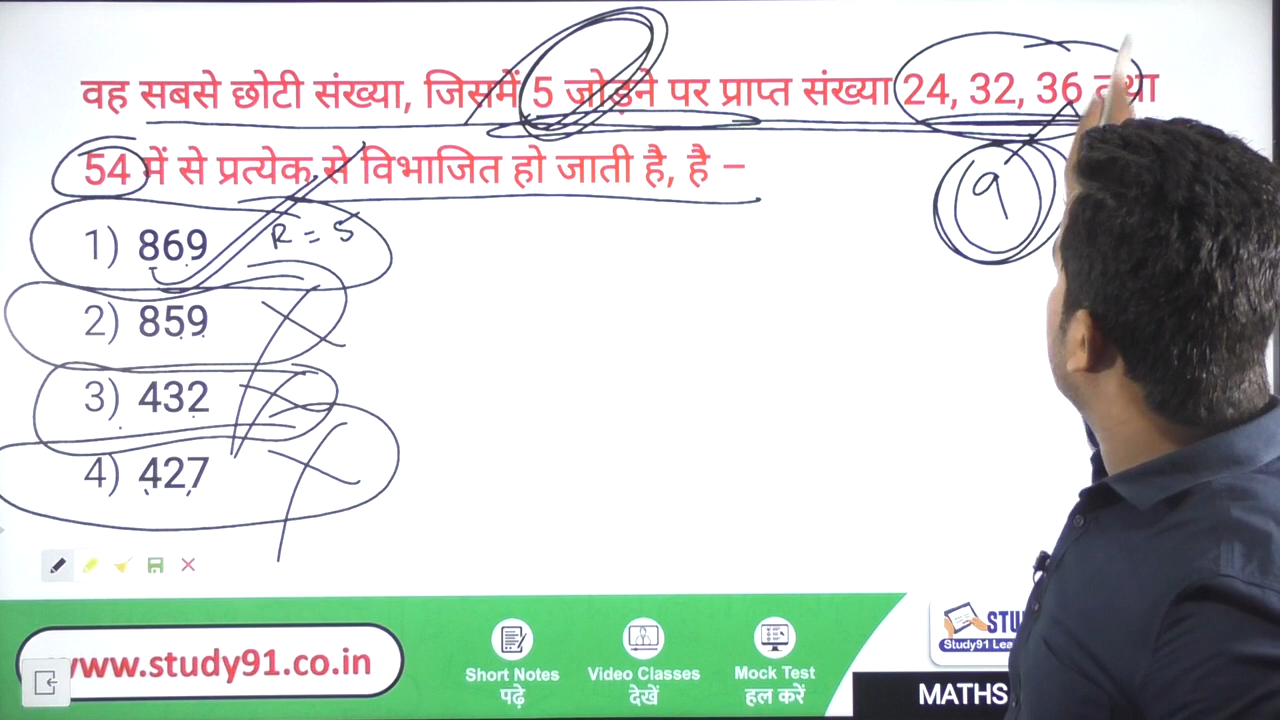 वह सबसे छोटी संख्या, जिसमें 5 जोड़ने पर प्राप्त संख्या 24, 32, 36 तथा
54 में से प्रत्येक से विभाजित हो जाती है, है –
9
1) 869 R = 5
2) 859
3) 432
4) 427
www.study91.co.in
Short Notes
पढ़े
Video Classes
देखें
Mock Test
हल करें
Study91
MATHS